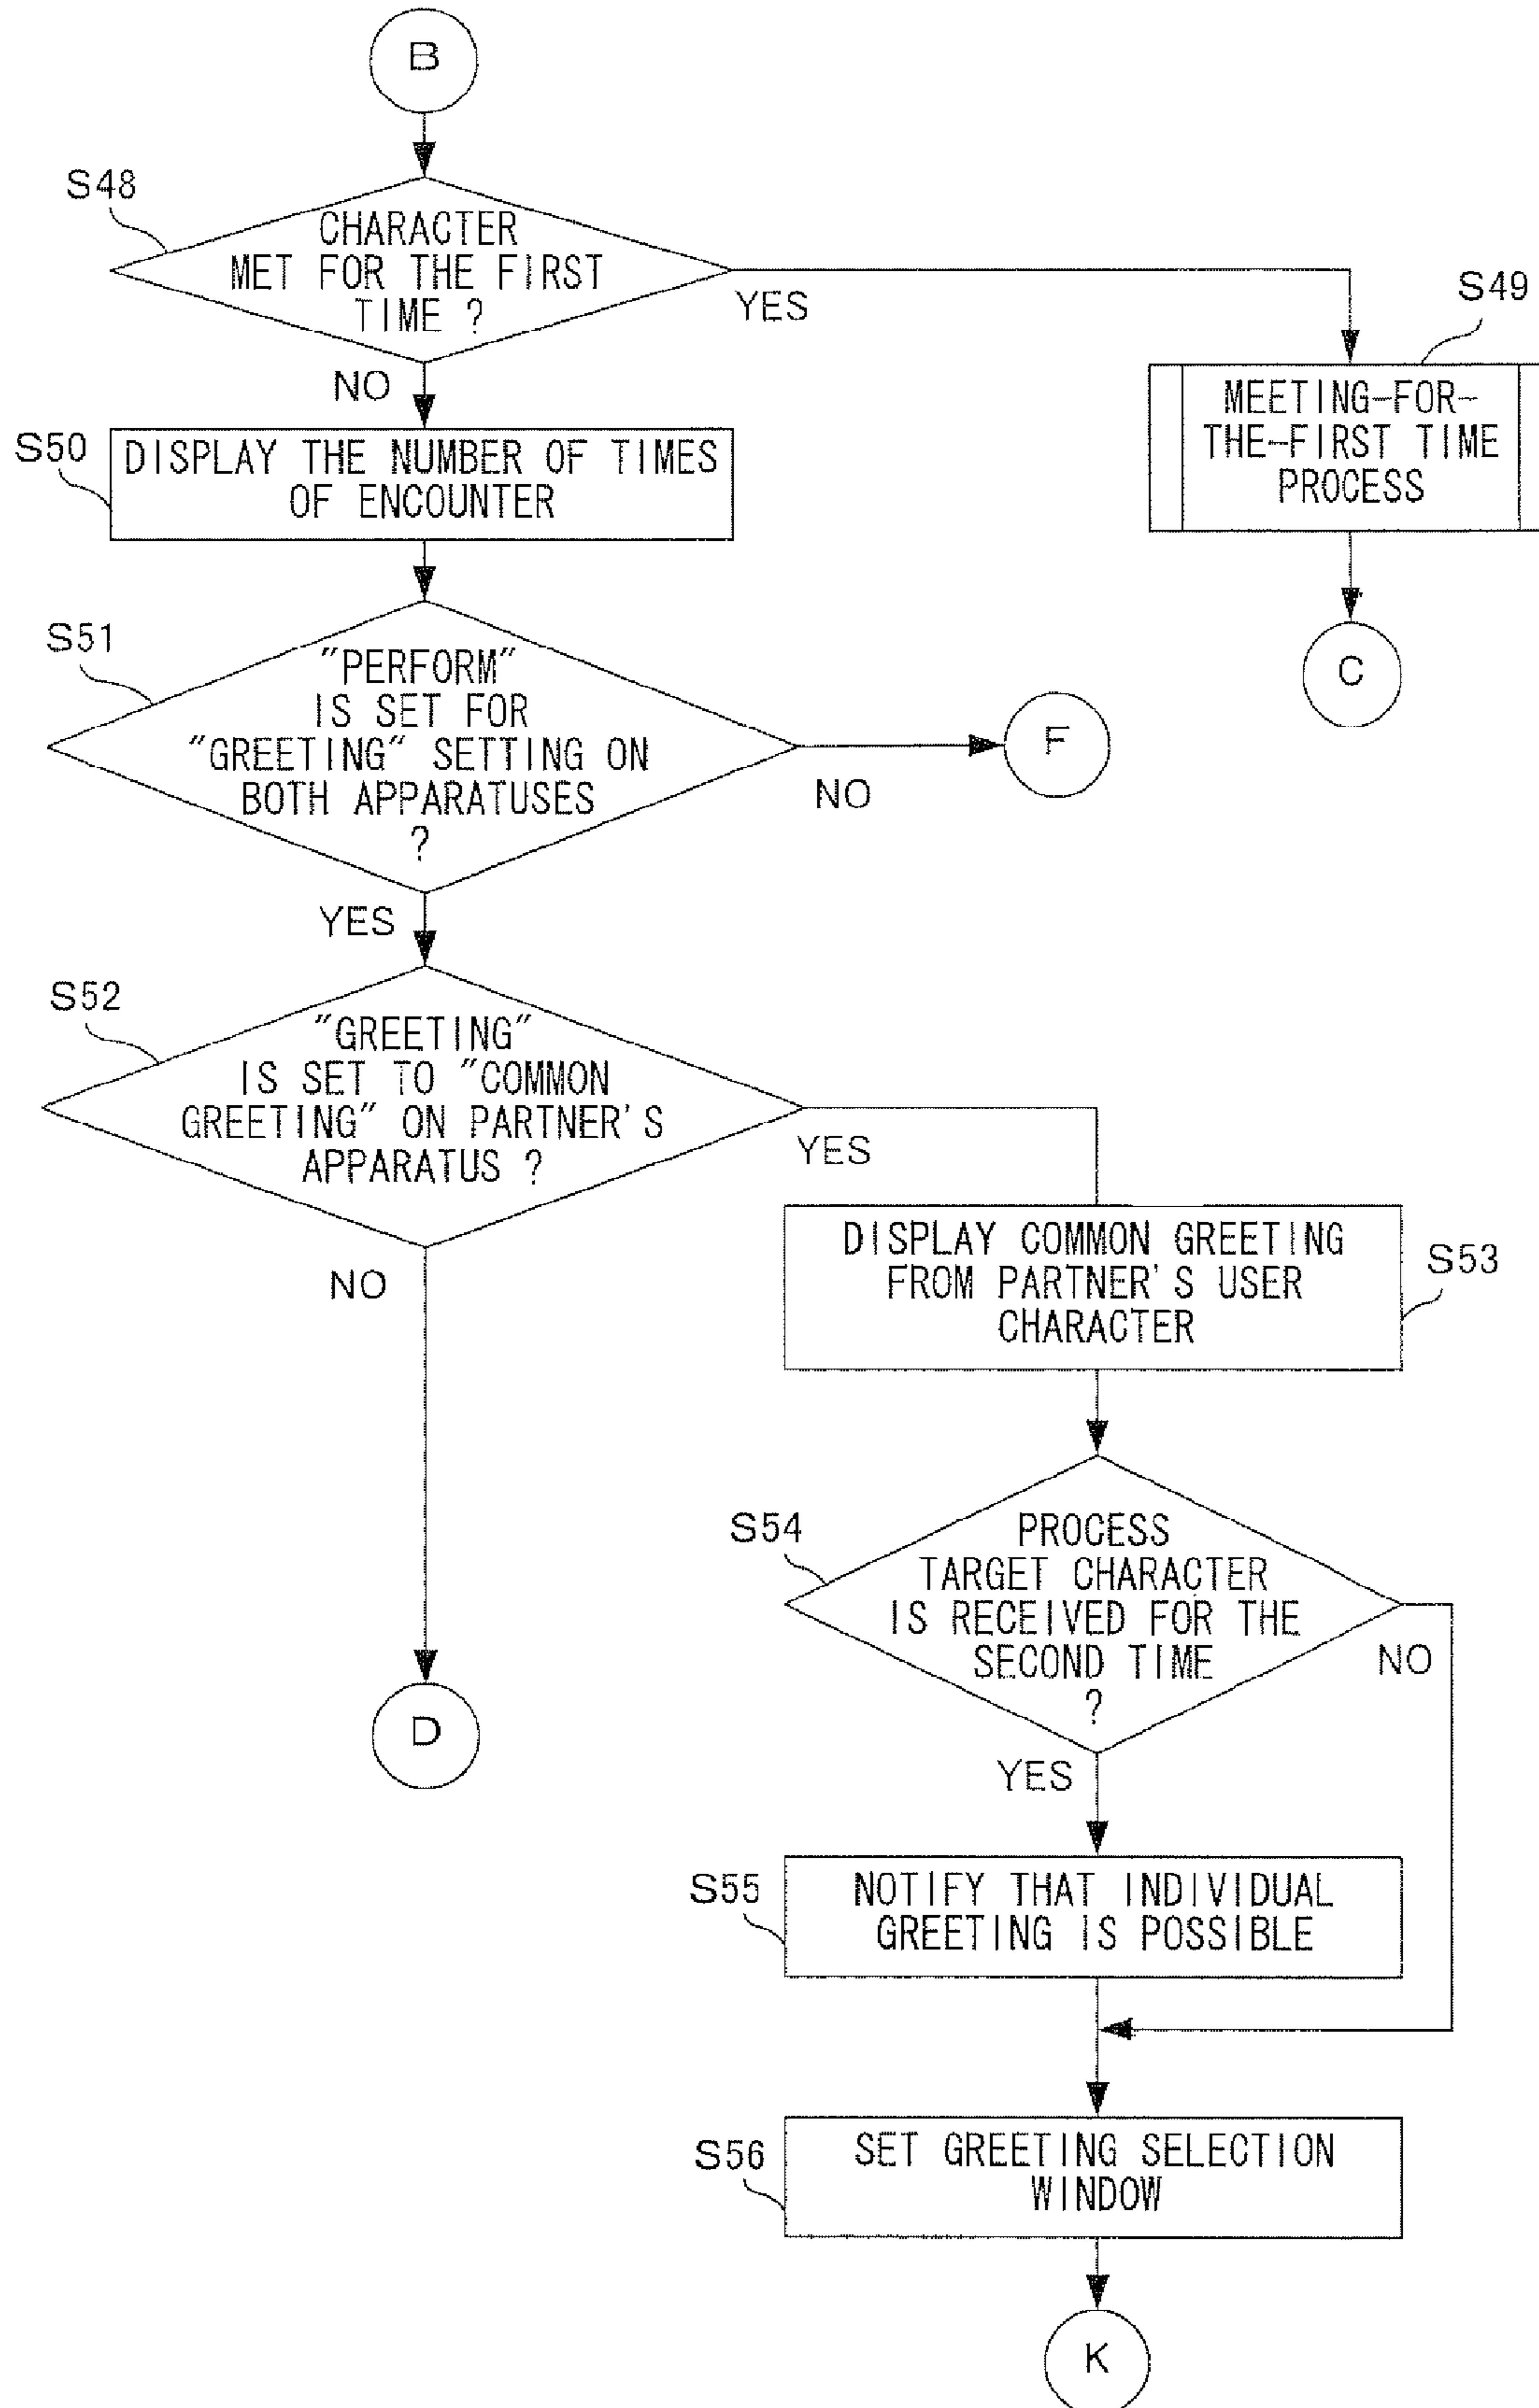 B
S48
CHARACTER
MET FOR THE FIRST
TIME ?
YES
NO
S49
MEETING-FOR-
THE-FIRST TIME
PROCESS
C
S50
DISPLAY THE NUMBER OF TIMES
OF ENCOUNTER
S51
"PERFORM"
IS SET FOR
"GREETING" SETTING ON
BOTH APPARATUSES
?
NO
F
YES
S52
"GREETING"
IS SET TO "COMMON
GREETING" ON PARTNER'S
APPARATUS ?
YES
NO
D
DISPLAY COMMON GREETING
FROM PARTNER'S USER
CHARACTER
S53
S54
PROCESS
TARGET CHARACTER
IS RECEIVED FOR THE
SECOND TIME
?
NO
YES
S55
NOTIFY THAT INDIVIDUAL
GREETING IS POSSIBLE
S56
SET GREETING SELECTION
WINDOW
K